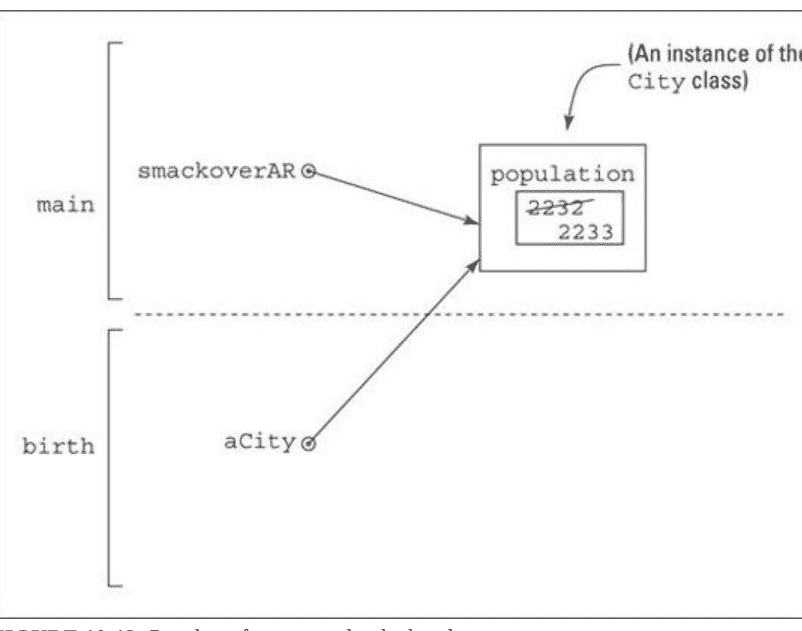 (An instance of the
City class)
smackoverAR
population
main
2232
2233
birth
aCity